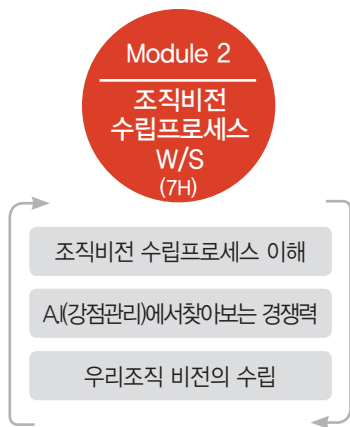 Module 2
조직비전
수립프로세스
W/S
(7H)
조직비전 수립프로세스 이해
A.I(강점관리)에서찾아보는 경쟁력
우리조직 비전의 수립